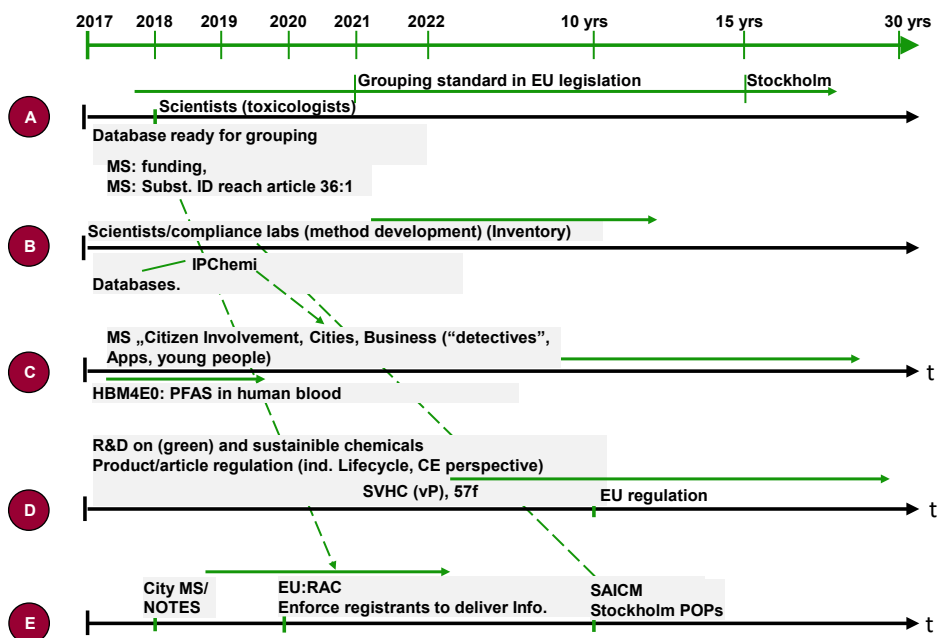 2017 2018 2019 2020 2021 2022 10 yrs 15 yrs 30 yrs
Grouping standard in EU legislation Stockholm
A
Scientists (toxicologists)
Database ready for grouping
MS: funding,
MS: Subst. ID reach article 36:1
B
Scientists/compliance labs (method development) (Inventory)
IPChemi
Databases.
MS „Citizen Involvement, Cities, Business (“detectives”,
Apps, young people)
C
t
HBM4E0: PFAS in human blood
R&D on (green) and sustainible chemicals
Product/article regulation (ind. Lifecycle, CE perspective)
SVHC (vP), 57f
EU regulation
D
t
City MS/
NOTES
EU:RAC
Enforce registrants to deliver Info.
SAICM
Stockholm POPs
E
t